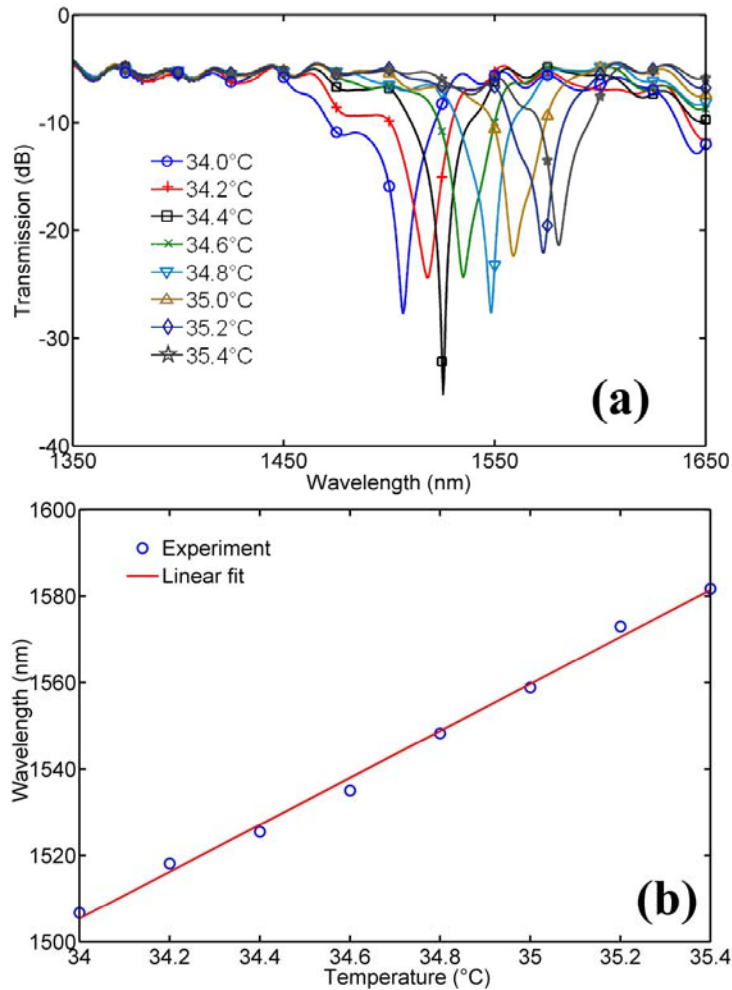 0
-10
-20
-30
-40
Transmission (dB)
34.0°C
34.2°C
34.4°C
34.6°C
34.8°C
35.0°C
35.2°C
35.4°C
(a)
1350 1450 1550 1650
Wavelength (nm)
1600
1580
1560
1540
1520
1500
Wavelength (nm)
Experiment
Linear fit
(b)
34 34.2 34.4 34.6 34.8 35 35.2 35.4
Temperature (°C)